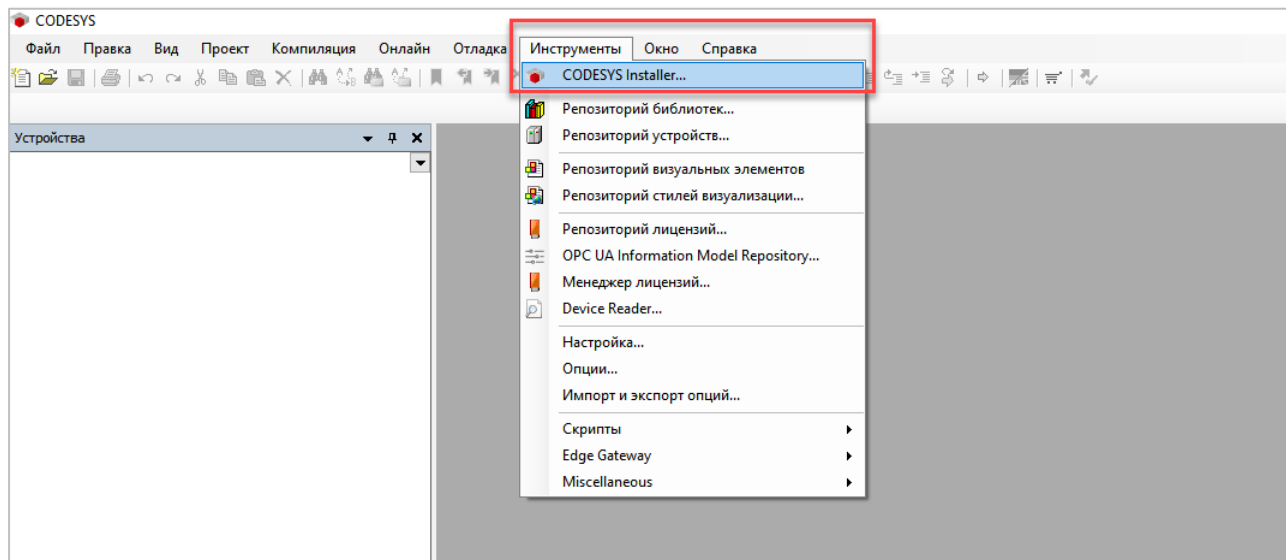 CODESYS
Файл Правка Вид Проект Компиляция Онлайн Отладка Инструменты Окно Справка
CODESYS Installer...
Репозиторий библиотек...
Устройства
Репозиторий устройств...
Репозиторий визуальных элементов
Репозиторий стилей визуализации...
Репозиторий лицензий...
OPC UA Information Model Repository...
Менеджер лицензий...
Device Reader...
Настройка...
Опции...
Импорт и экспорт опций...
Скрипты
Edge Gateway
Miscellaneous